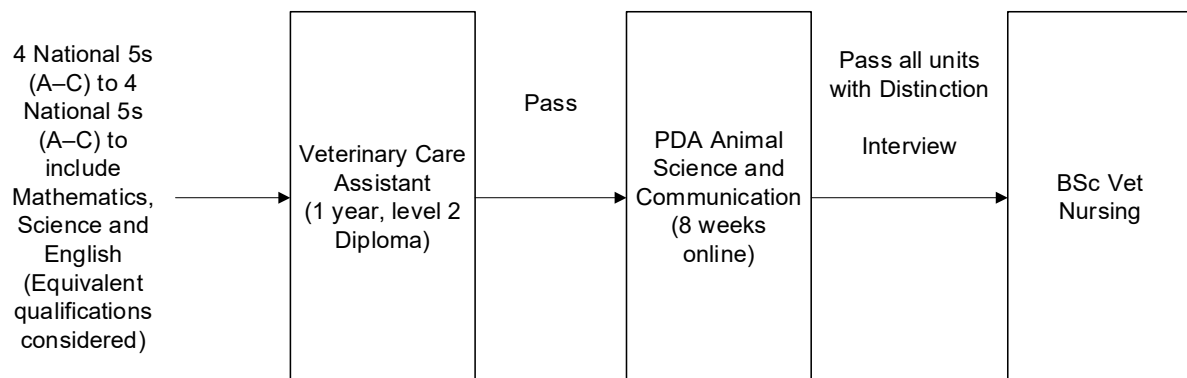 4 National 5s
(A–C) to 4
National 5s
(A–C) to
include
Mathematics,
Science and
English
(Equivalent
qualifications
considered)
Veterinary Care
Assistant
(1 year, level 2
Diploma)
Pass
PDA Animal
Science and
Communication
(8 weeks
online)
Pass all units
with Distinction
Interview
BSc Vet
Nursing